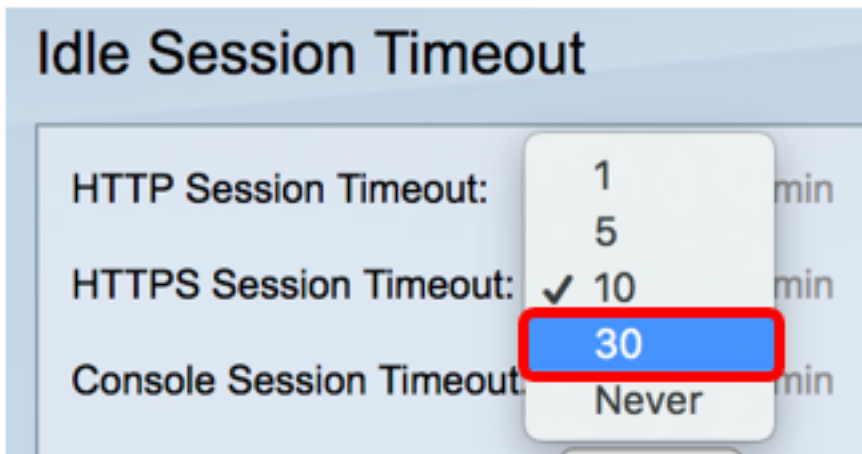 Idle Session Timeout
HTTP Session Timeout:
1
min
5
HTTPS Session Timeout:
✓ 10
min
30
Console Session Timeout
min
Never